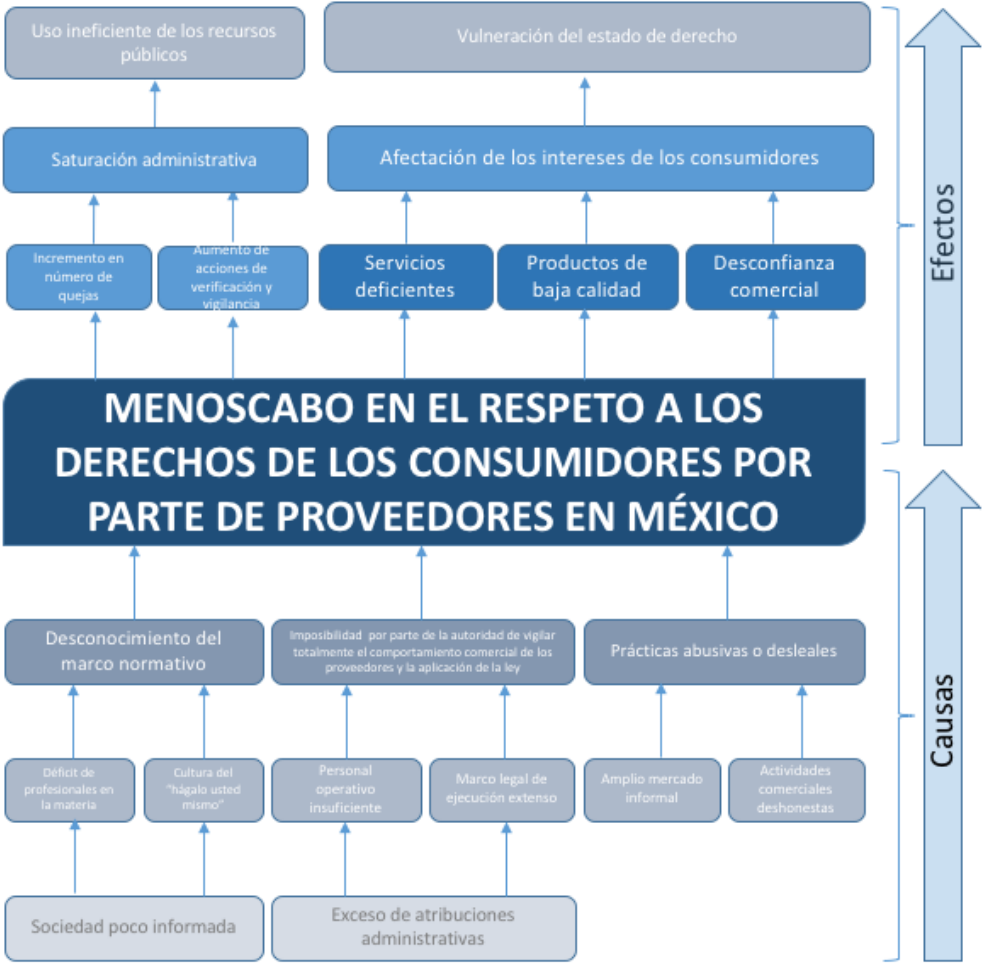 Uso ineficiente de los recursos
públicos
Vulneración del estado de derecho
Saturación administrativa
Afectación de los intereses de los consumidores
Incremento en
número de
quejas
Aumento de
acciones de
verificación y
vigilancia
Servicios
deficientes
Productos de
baja calidad
Desconfianza
comercial
Efectos
MENOSCABO EN EL RESPETO A LOS
DERECHOS DE LOS CONSUMIDORES POR
PARTE DE PROVEEDORES EN MÉXICO
Desconocimiento del
marco normativo
Imposibilidad por parte de la autoridad de vigilar
totalmente el comportamiento comercial de los
proveedores y la aplicación de la ley
Prácticas abusivas o desleales
Causas
Déficit de
profesionales en
la materia
Cultura del
"hágalo usted
mismo"
Personal
operativo
insuficiente
Marco legal de
ejecución extenso
Amplio mercado
informal
Actividades
comerciales
deshonestas
Sociedad poco informada
Exceso de atribuciones
administrativas